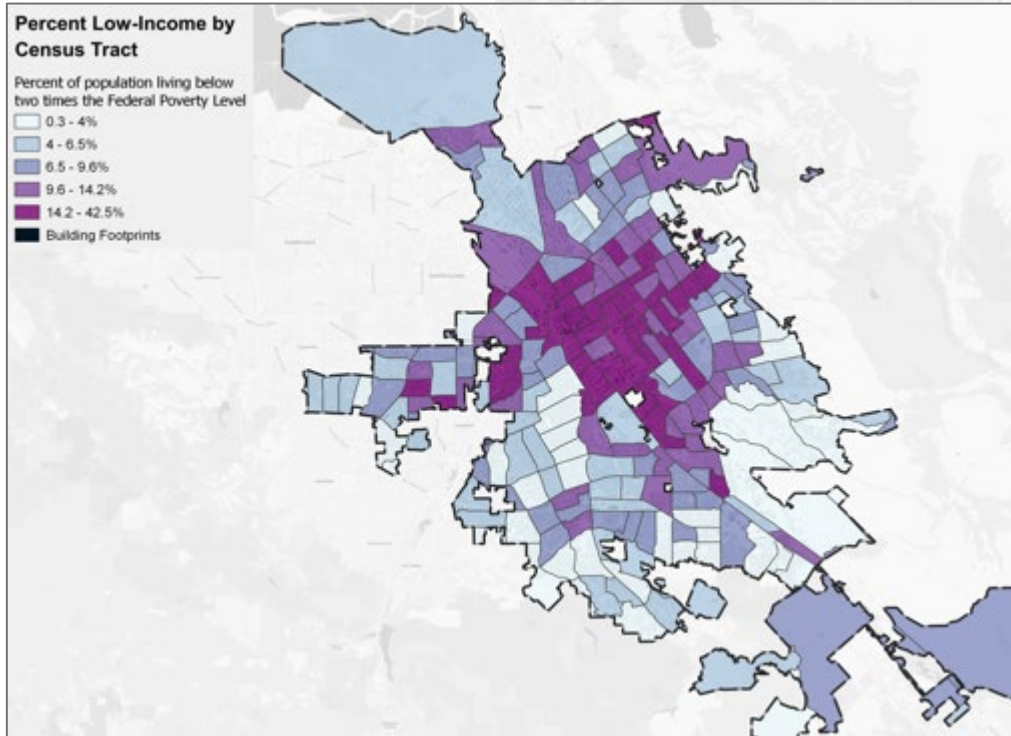 Percent Low-Income by
Census Tract
Percent of population living below
two times the Federal Poverty Level
0.3 - 4%
4 - 6.5%
6.5 - 9.6%
9.6 - 14.2%
14.2 - 42.5%
Building Footprints